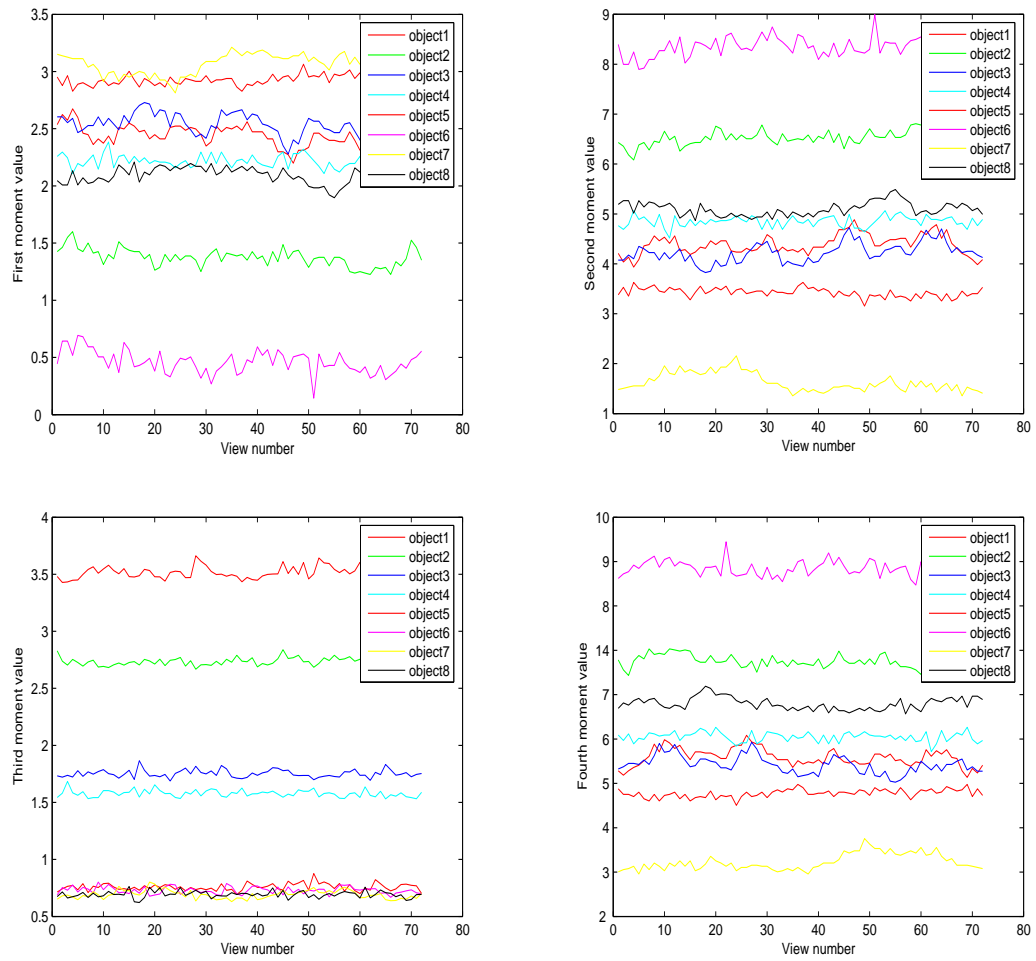 3.5
3
2.5
2
1.5
1
0.5
0
First moment value
0 10 20 30 40 50 60 70 80
View number
object1
object2
object3
object4
object5
object6
object7
object8
9
8
7
6
5
4
3
2
1
Second moment value
0 10 20 30 40 50 60 70 80
View number
object1
object2
object3
object4
object5
object6
object7
object8
4
3.5
3
2.5
2
1.5
1
0.5
Third moment value
0 10 20 30 40 50 60 70 80
View number
object1
object2
object3
object4
object5
object6
object7
object8
10
9
14
7
6
5
4
3
2
Fourth moment value
0 10 20 30 40 50 60 70 80
View number
object1
object2
object3
object4
object5
object6
object7
object8